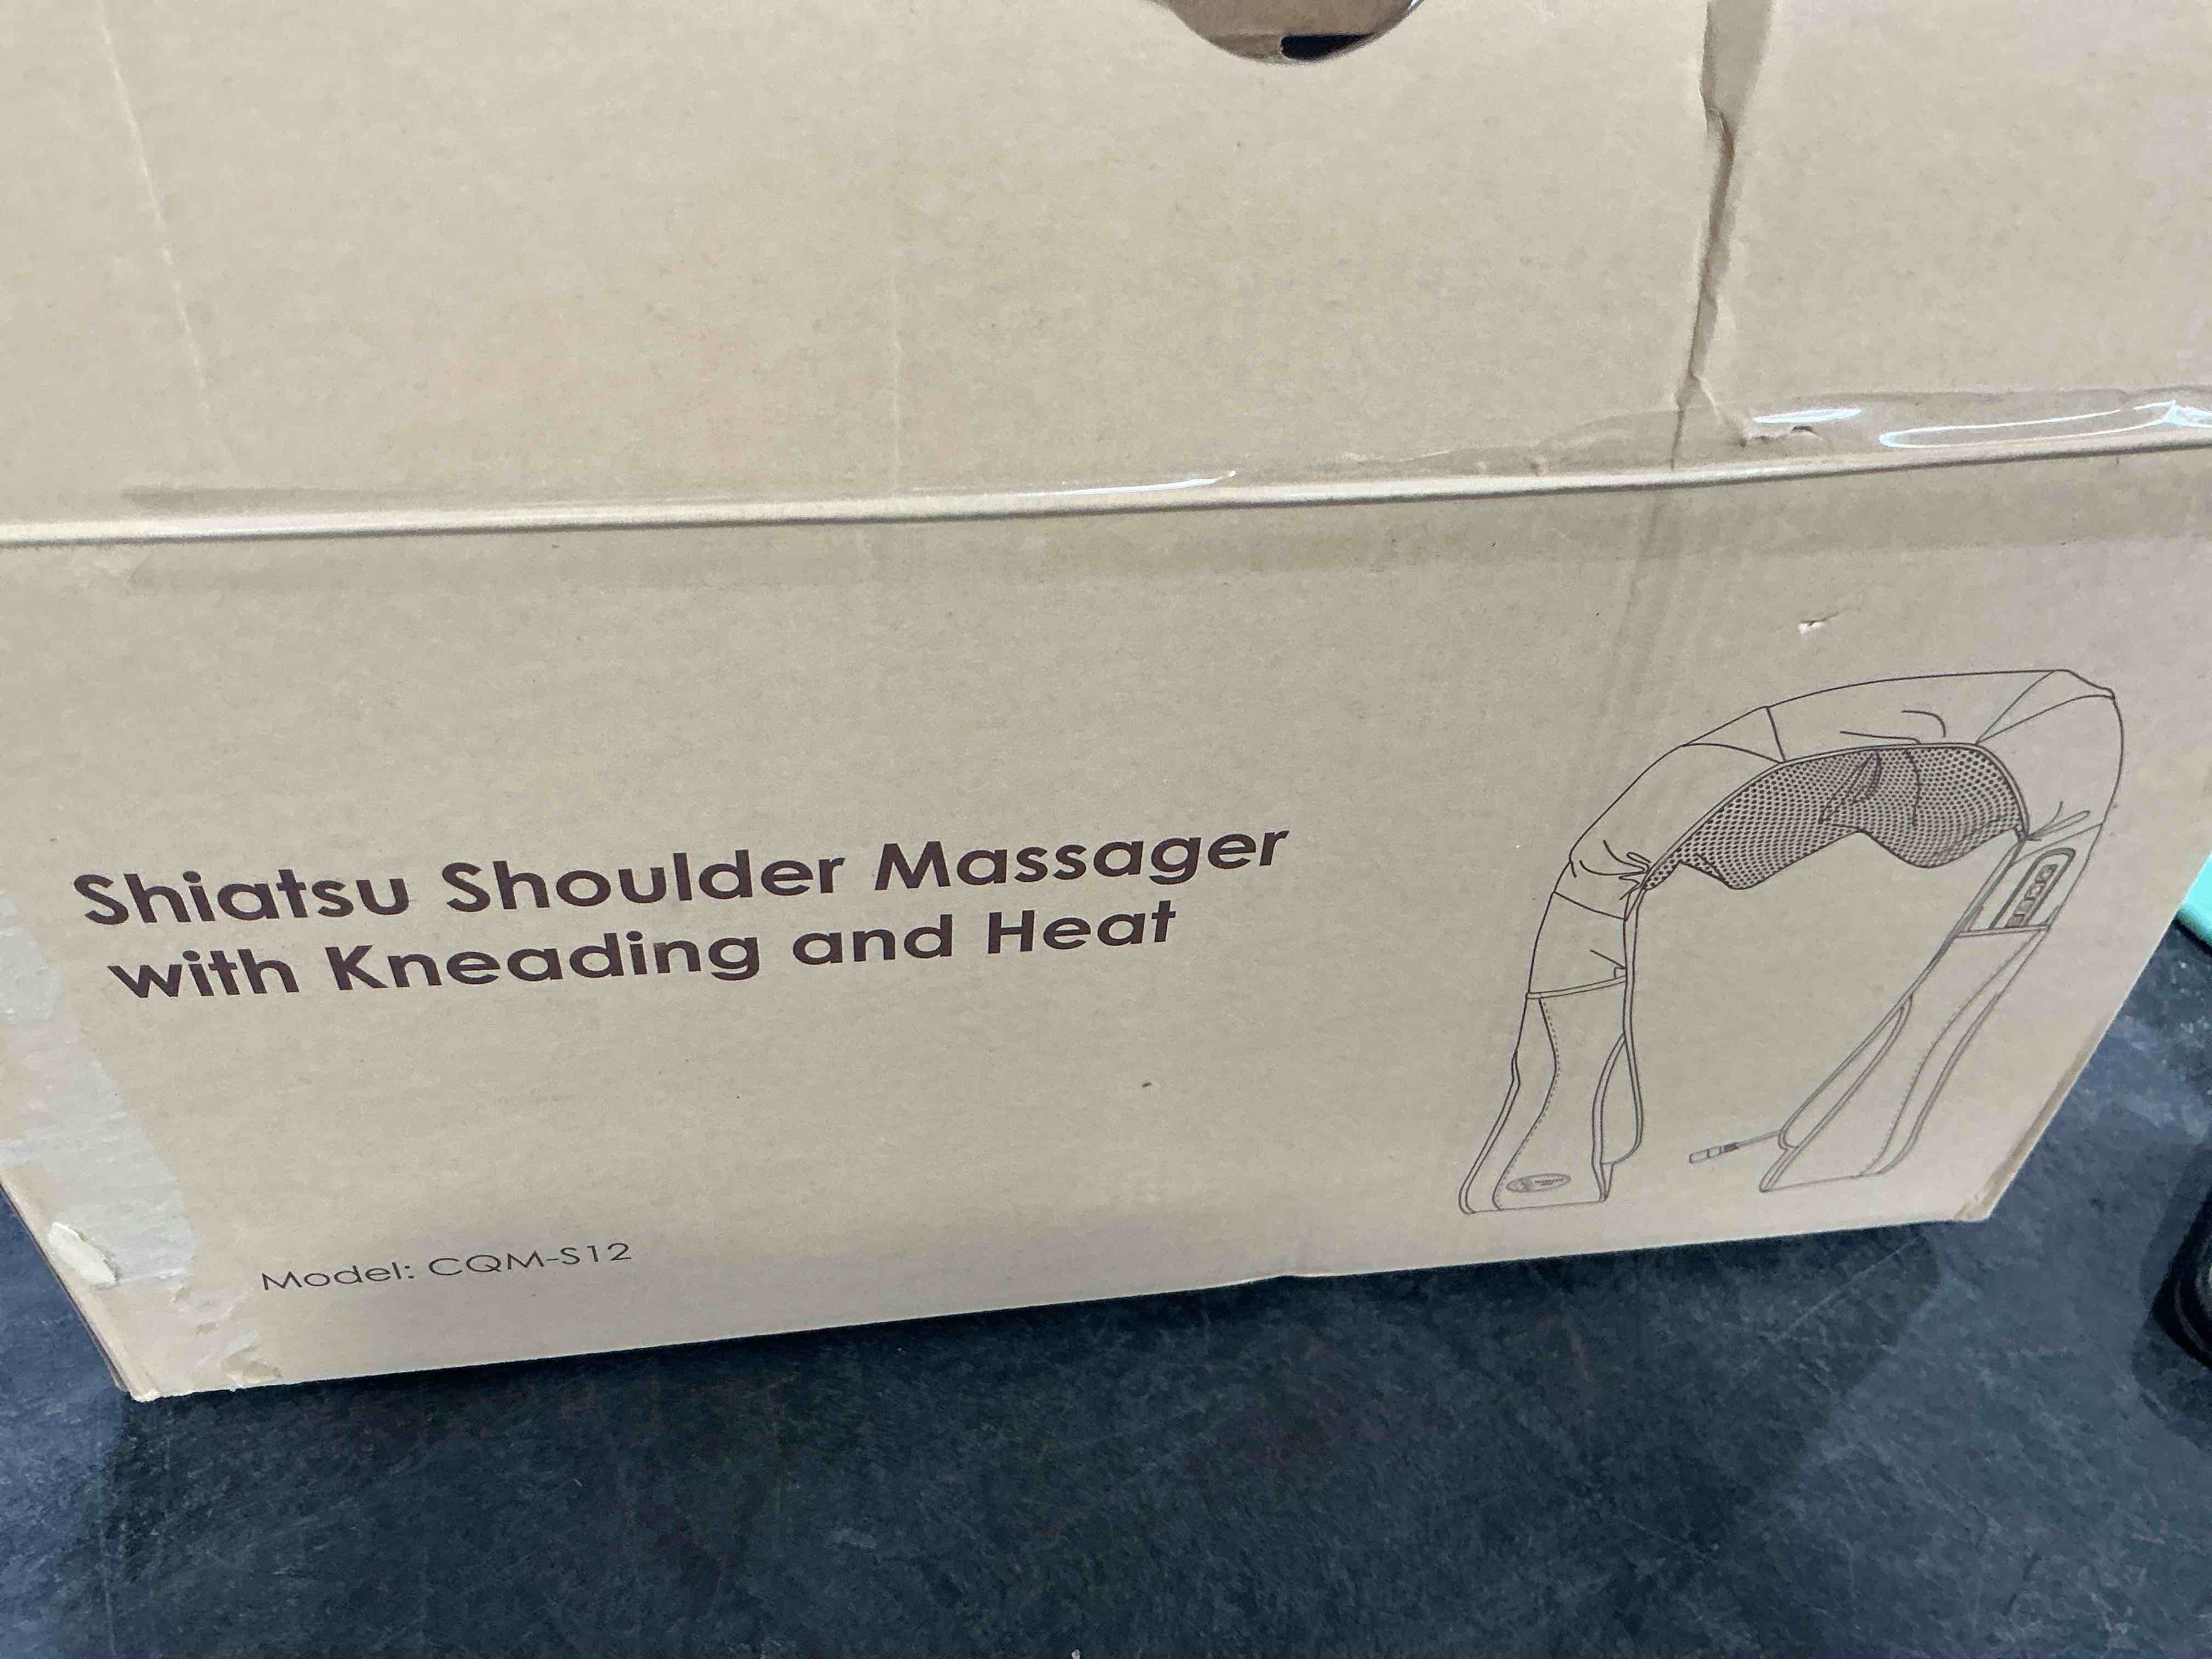 Shiatsu Shoulder Massager
with Kneading and Heat
Model: CQM-S12